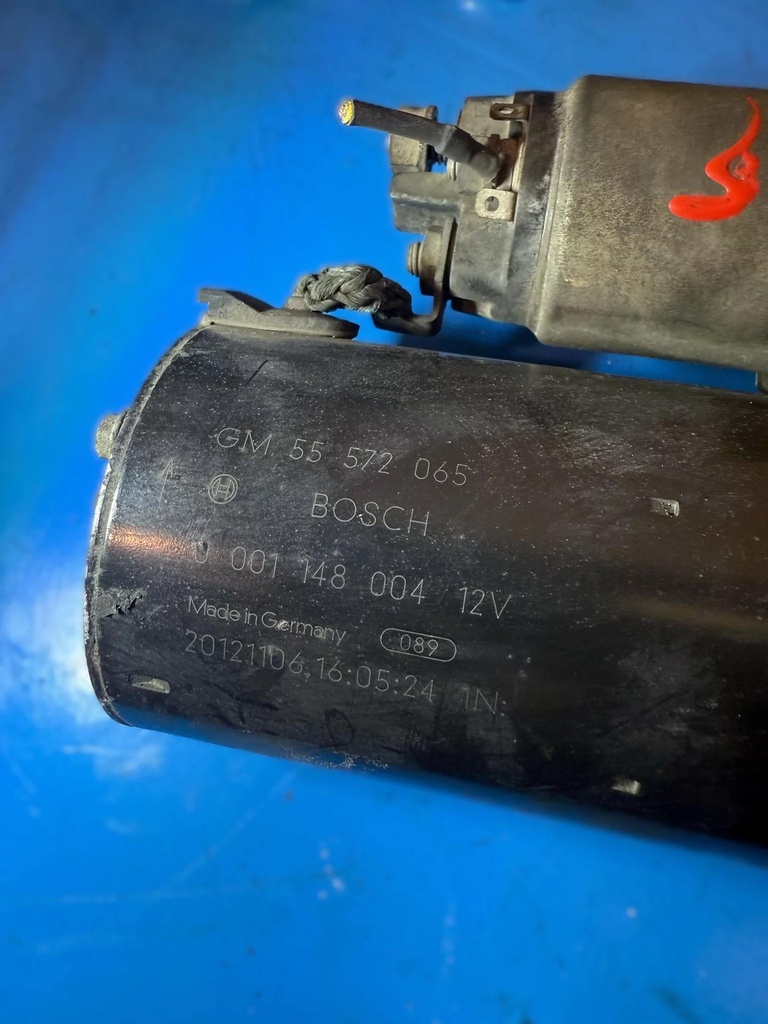 GM 55 572 065
BOSCH
0 001 148 004 12V
Made in Germany 089
20121106,16:05:24 1N: